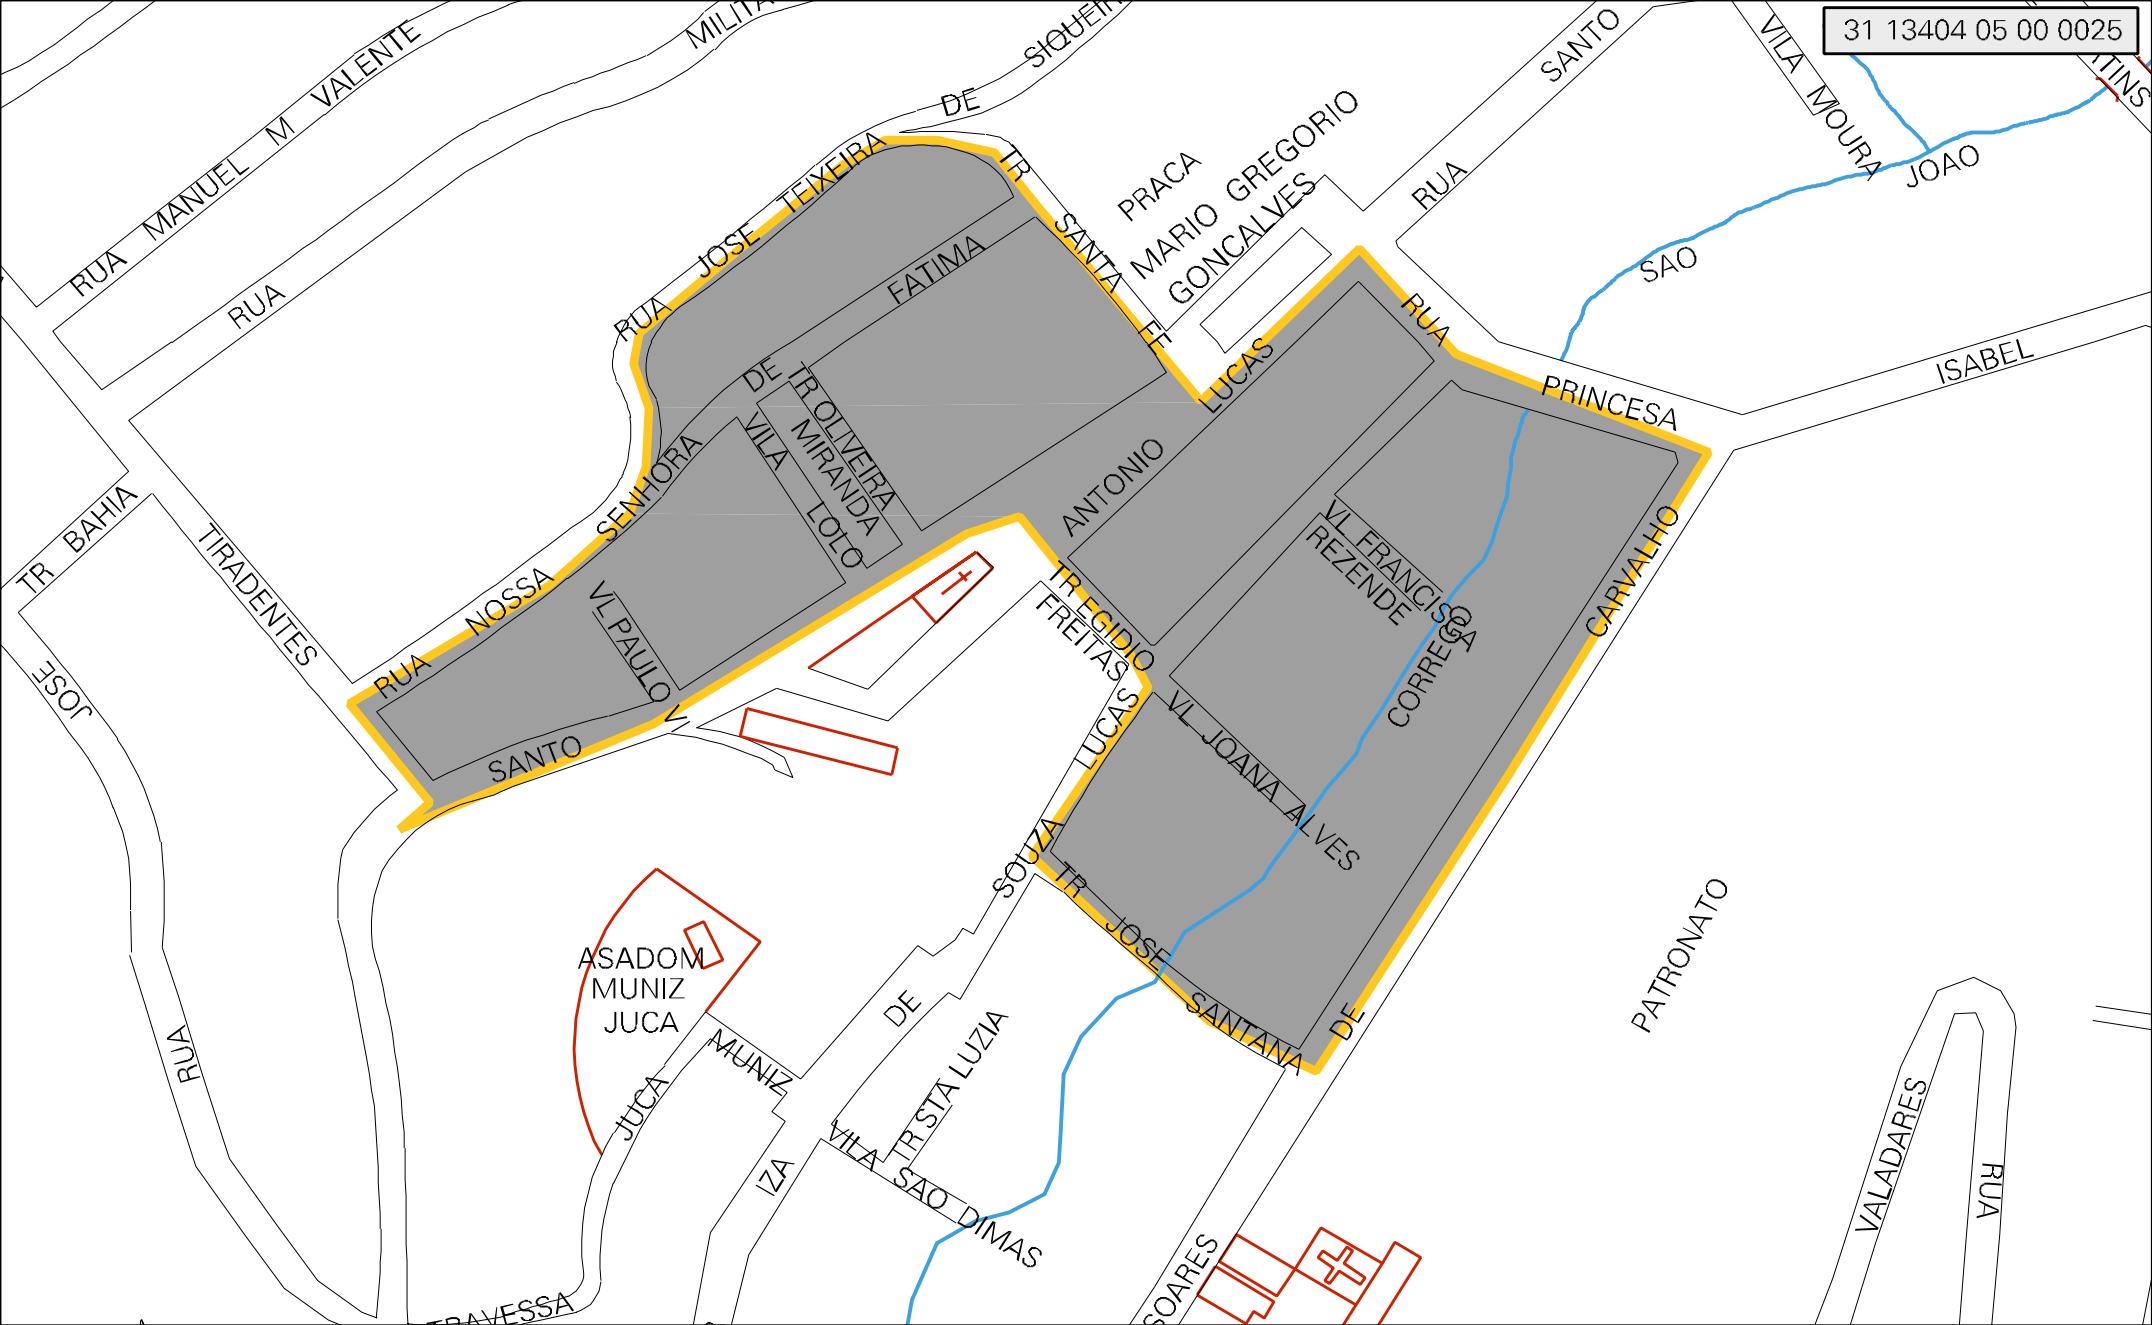 31 13404 05 00 0025
RUA MANUEL M VALENTE
RUA
DE
RUA SANTO
VILA MOURA
SAO JOAO
PRACA
MARIO GREGORIO
GONCALVES
RUA JOSE TEIXEIRA
TR SANTA FE
FATIMA
DE
TR OLIVEIRA
MIRANDA
VILA LOLO
RUA NOSSA SENHORA
VL PAULO V
SANTO
ANTONIO
LUCAS
RUA PRINCESA ISABEL
VL FRANCISCA
REZENDE
CORREGO
CARVALHO
TR EGIDIO
FREITAS
VL JOANA ALVES
LUCAS
SOUZA
DE
TR JOSE SANTANA
DE
SOARES
PATRONATO
TR BAHIA
TIRADENTES
JOSE
RUA
ASADOM
MUNIZ
JUCA
MUNIZ
JUCA
TRAVESSA
IZA
TR STA LUZIA
VILA SAO DIMAS
VALADARES
RUA